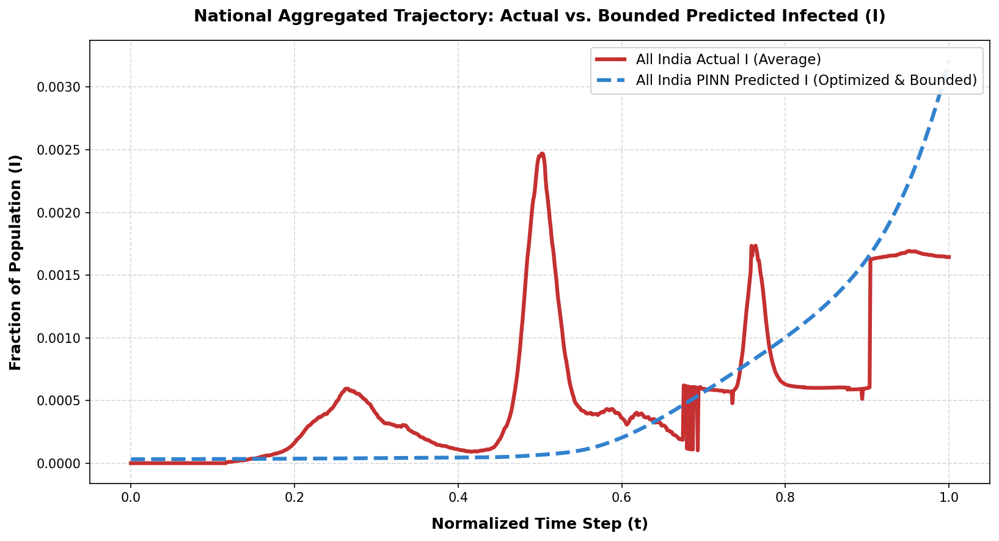 National Aggregated Trajectory: Actual vs. Bounded Predicted Infected (I)
All India Actual I (Average)
All India PINN Predicted I (Optimized & Bounded)
Fraction of Population (I)
0.0030
0.0025
0.0020
0.0015
0.0010
0.0005
0.0000
0.0 0.2 0.4 0.6 0.8 1.0
Normalized Time Step (t)